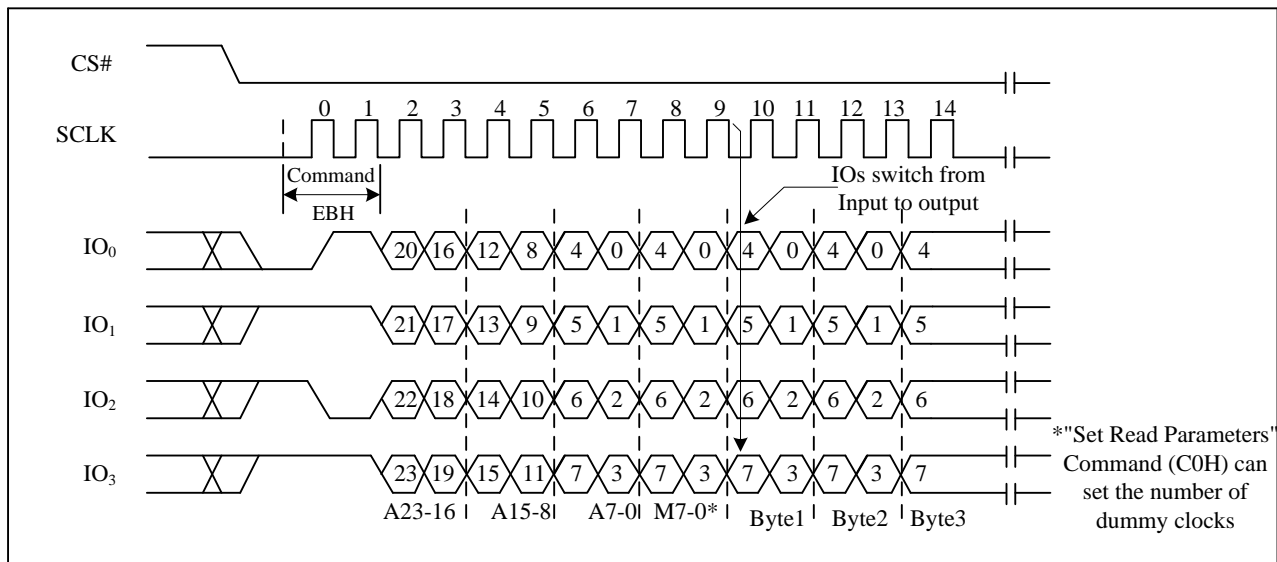 CS#
0 1 2 3 4 5 6 7 8 9 10 11 12 13 14
SCLK
Command
EBH
IOs switch from
Input to output
IO₀ 20 16 12 8 4 0 4 0 4 0 4 0 4
IO₁ 21 17 13 9 5 1 5 1 5 1 5 1 5
IO₂ 22 18 14 10 6 2 6 2 6 2 6 2 6
IO₃ 23 19 15 11 7 3 7 3 7 3 7 3 7
A23-16 A15-8 A7-0 M7-0* Byte1 Byte2 Byte3
*"Set Read Parameters"
Command (C0H) can
set the number of
dummy clocks